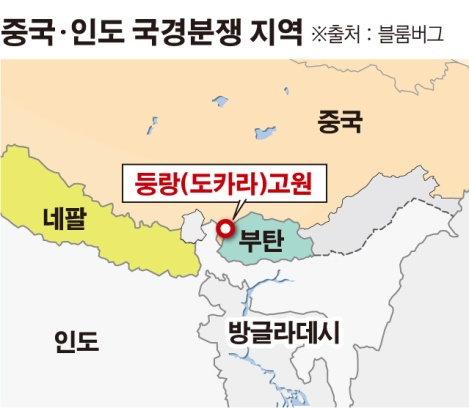 중국·인도 국경분쟁 지역 ※출처 : 블룸버그
중국
둥랑(도카라)고원
네팔
부탄
방글라데시
인도